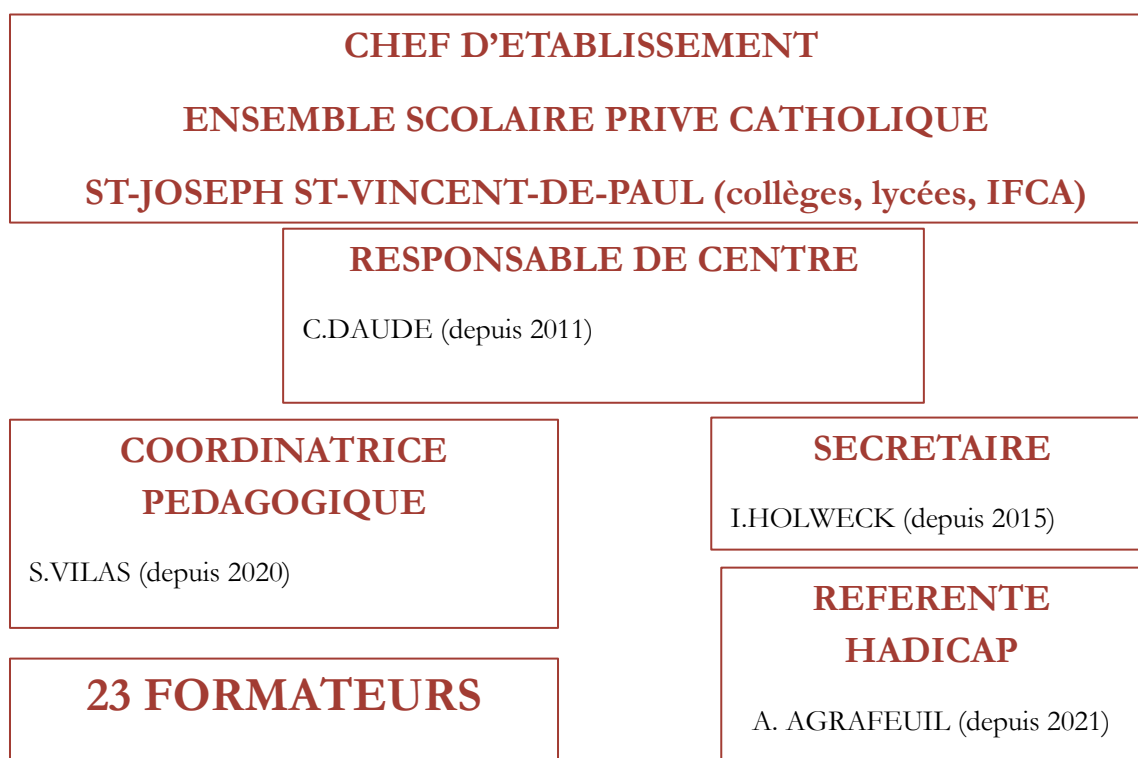 CHEF D’ETABLISSEMENT
ENSEMBLE SCOLAIRE PRIVE CATHOLIQUE
ST-JOSEPH ST-VINCENT-DE-PAUL (collèges, lycées, IFCA)
RESPONSABLE DE CENTRE
C.DAUDE (depuis 2011)
COORDINATRICE
PEDAGOGIQUE
S.VILAS (depuis 2020)
SECRETAIRE
I.HOLWECK (depuis 2015)
REFERENTE
HADICAP
A. AGRAFEUIL (depuis 2021)
23 FORMATEURS